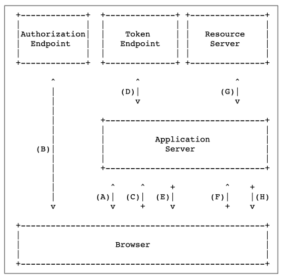 Authorization Token Resource
Endpoint Endpoint Server
(D) (G)
Application
(B) Server
(A) (C) (E) (F) (H)
Browser